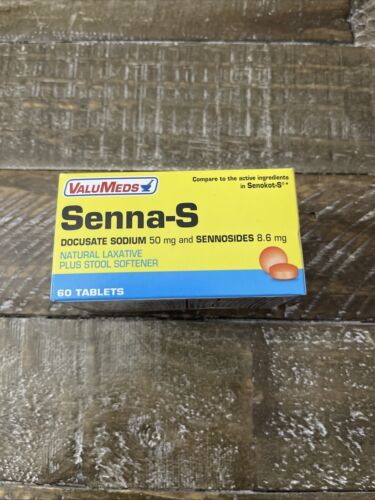 VALUMEDS
Compare to the active ingredients
in Senokot-S®*
Senna-S
DOCUSATE SODIUM 50 mg and SENNOSIDES 8.6 mg
NATURAL LAXATIVE
PLUS STOOL SOFTENER
60 TABLETS